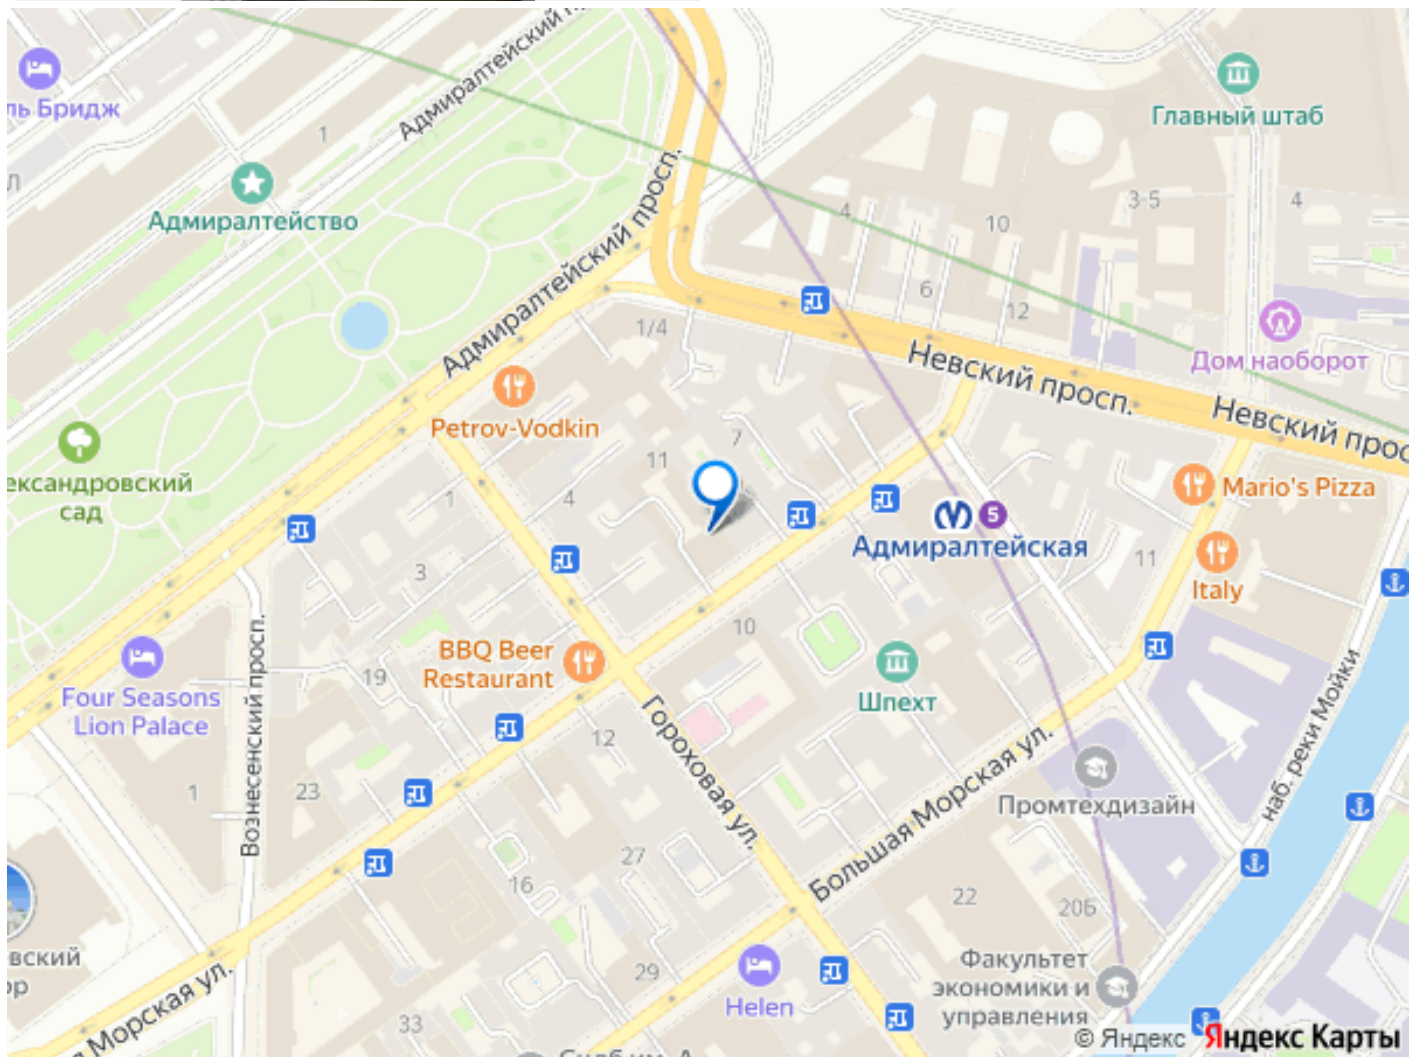 Адмиралтейский
ль Бридж
1
Адмиралтейство
Главный штаб
3-5
4
4
10
6
12
Адмиралтейский просп.
1/4
Невский просп.
Дом наоборот
Невский прос
Petrov-Vodkin
7
11
4
1
3
ександровский
сад
5
Адмиралтейская
Mario's Pizza
11
Italy
10
BBQ Beer
Restaurant
Шпехт
19
Four Seasons
Lion Palace
Вознесенский просп.
12
Гороховая ул.
Большая Морская ул.
Промтехдизайн
наб. реки Мойки
1
23
27
16
22
20Б
вский
ор
я Морская ул.
29
Helen
33
Факультет
экономики и
управления
© Яндекс Яндекс Карты